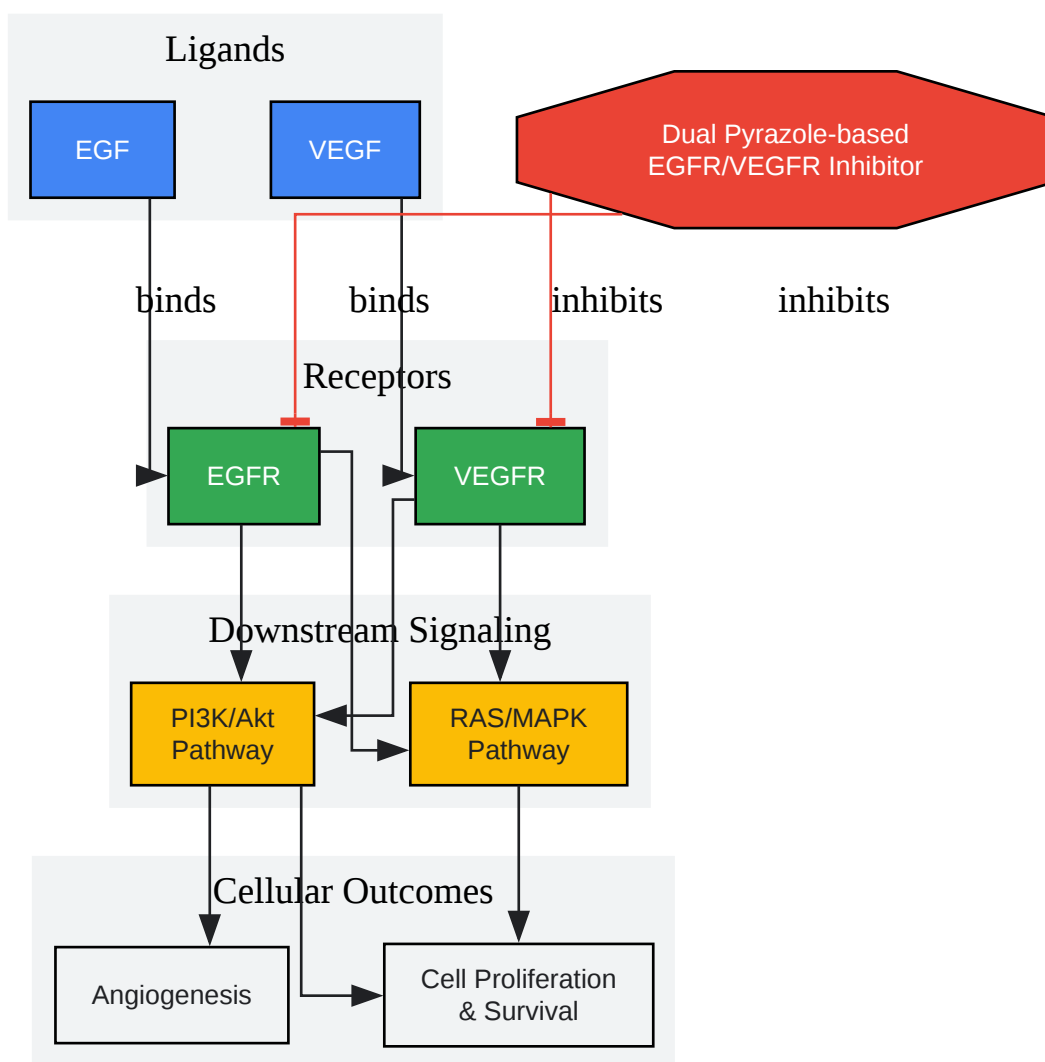 Ligands
EGF
VEGF
Dual Pyrazole-based
EGFR/VEGFR Inhibitor
binds
binds
inhibits
inhibits
Receptors
EGFR
VEGFR
Downstream Signaling
PI3K/Akt
Pathway
RAS/MAPK
Pathway
Cellular Outcomes
Angiogenesis
Cell Proliferation
& Survival